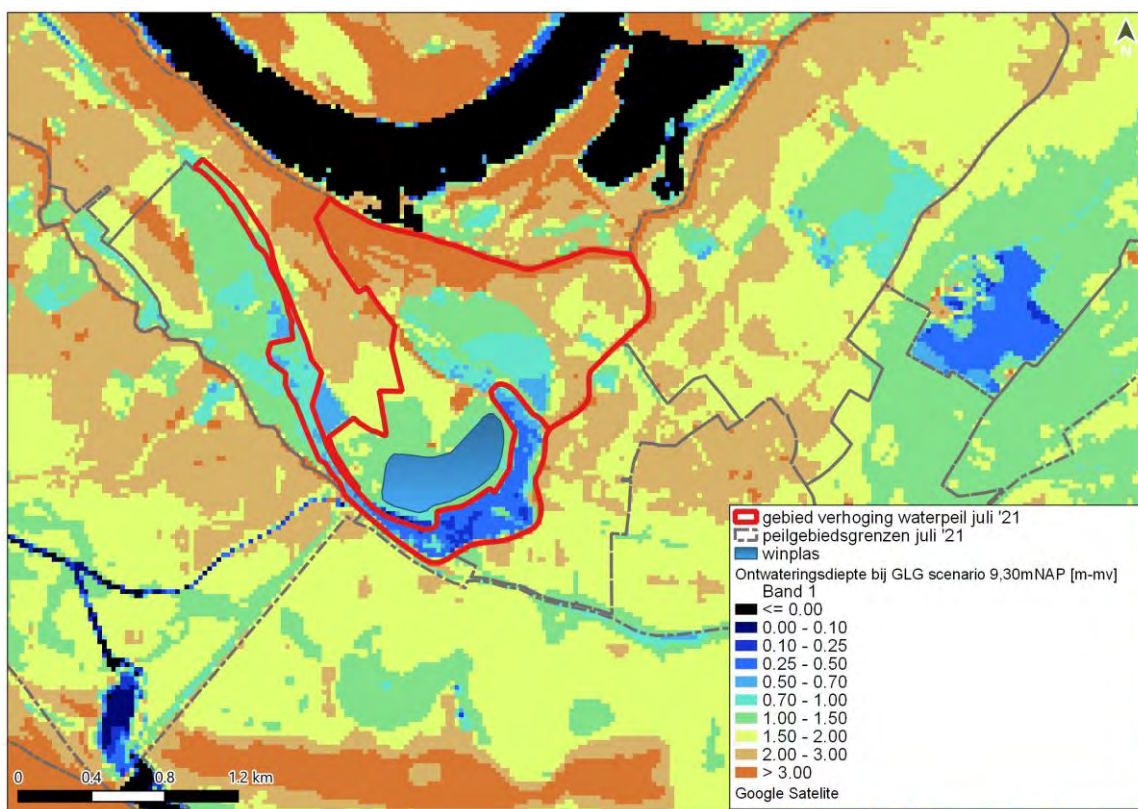 N
gebied verhoging waterpeil juli '21
peilgebiedsgrenzen juli '21
winplas
Ontwateringsdiepte bij GLG scenario 9,30mNAP [m-mv]
Band 1
<= 0.00
0.00 - 0.10
0.10 - 0.25
0.25 - 0.50
0.50 - 0.70
0.70 - 1.00
1.00 - 1.50
1.50 - 2.00
2.00 - 3.00
> 3.00
Google Satelite
0 0.4 0.8 1.2 km